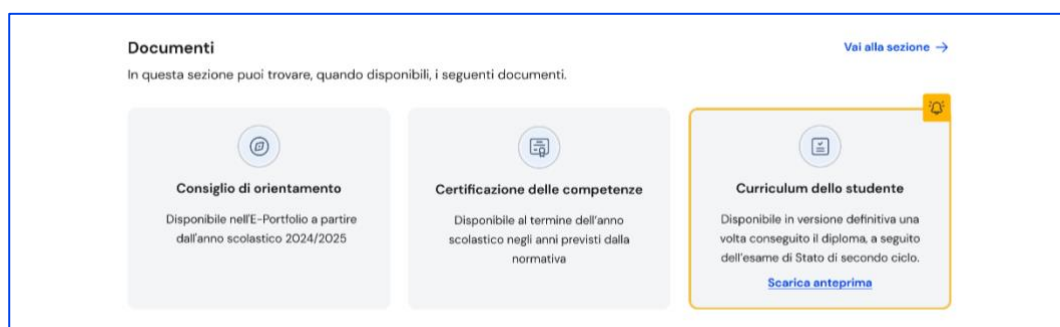 Documenti
Vai alla sezione →
In questa sezione puoi trovare, quando disponibili, i seguenti documenti.
Consiglio di orientamento
Disponibile nell'E-Portfolio a partire
dall'anno scolastico 2024/2025
Certificazione delle competenze
Disponibile al termine dell'anno
scolastico negli anni previsti dalla
normativa
Curriculum dello studente
Disponibile in versione definitiva una
volta conseguito il diploma, a seguito
dell'esame di Stato di secondo ciclo.
Scarica anteprima